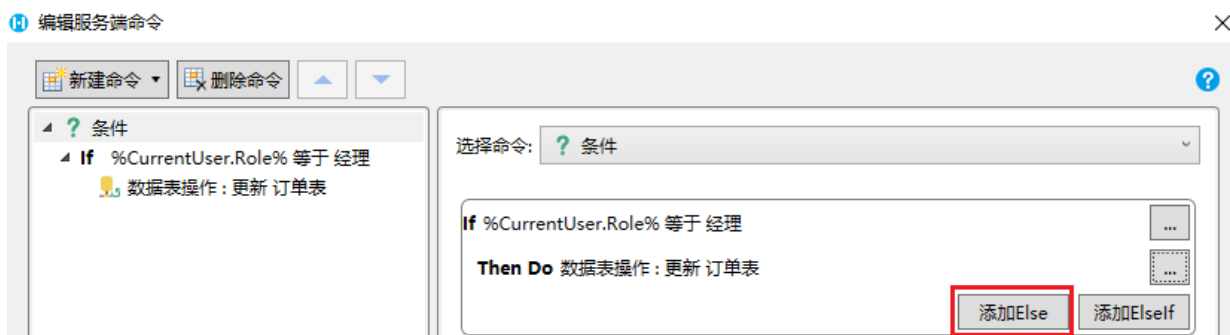 编辑服务端命令
新建命令 删除命令
条件
If %CurrentUser.Role% 等于 经理
数据表操作 : 更新 订单表
选择命令: ? 条件
If %CurrentUser.Role% 等于 经理 ...
Then Do 数据表操作 : 更新 订单表 ...
添加Else 添加ElseIf